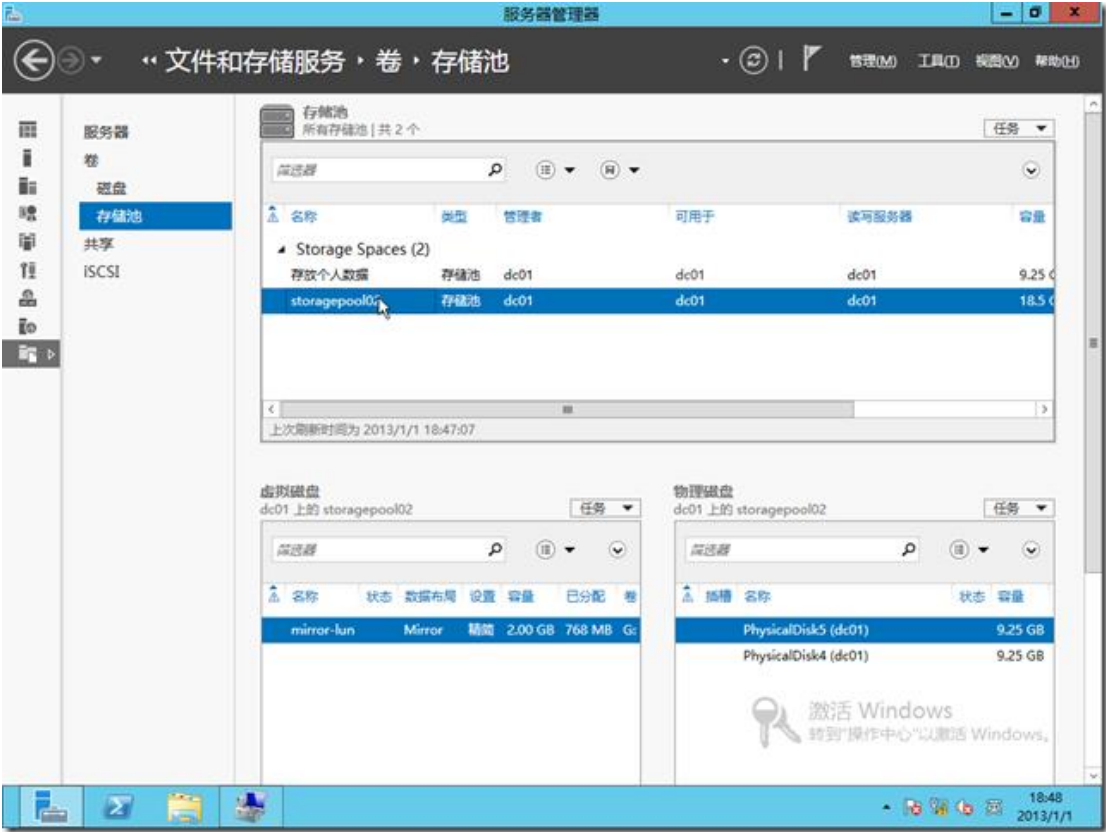 服务器管理器
文件和存储服务 卷 存储池 管理(M) 工具(T) 视图(V) 帮助(H)
服务器
卷
磁盘
存储池
共享
iSCSI
存储池
所有存储池 | 共 2 个
任务
筛选器
名称 类型 管理者 可用于 读写服务器 容量
Storage Spaces (2)
存放个人数据 存储池 dc01 dc01 dc01 9.25
storagepool02 存储池 dc01 dc01 dc01 18.5
上次刷新时间为 2013/1/1 18:47:07
虚拟磁盘
dc01 上的 storagepool02
任务
筛选器
名称 状态 数据布局 设置 容量 已分配 卷
mirror-lun Mirror 精简 2.00 GB 768 MB G:
物理磁盘
dc01 上的 storagepool02
任务
筛选器
插槽 名称 状态 容量
PhysicalDisk5 (dc01) 9.25 GB
PhysicalDisk4 (dc01) 9.25 GB
激活 Windows
转到"操作中心"以激活 Windows。
18:48
2013/1/1